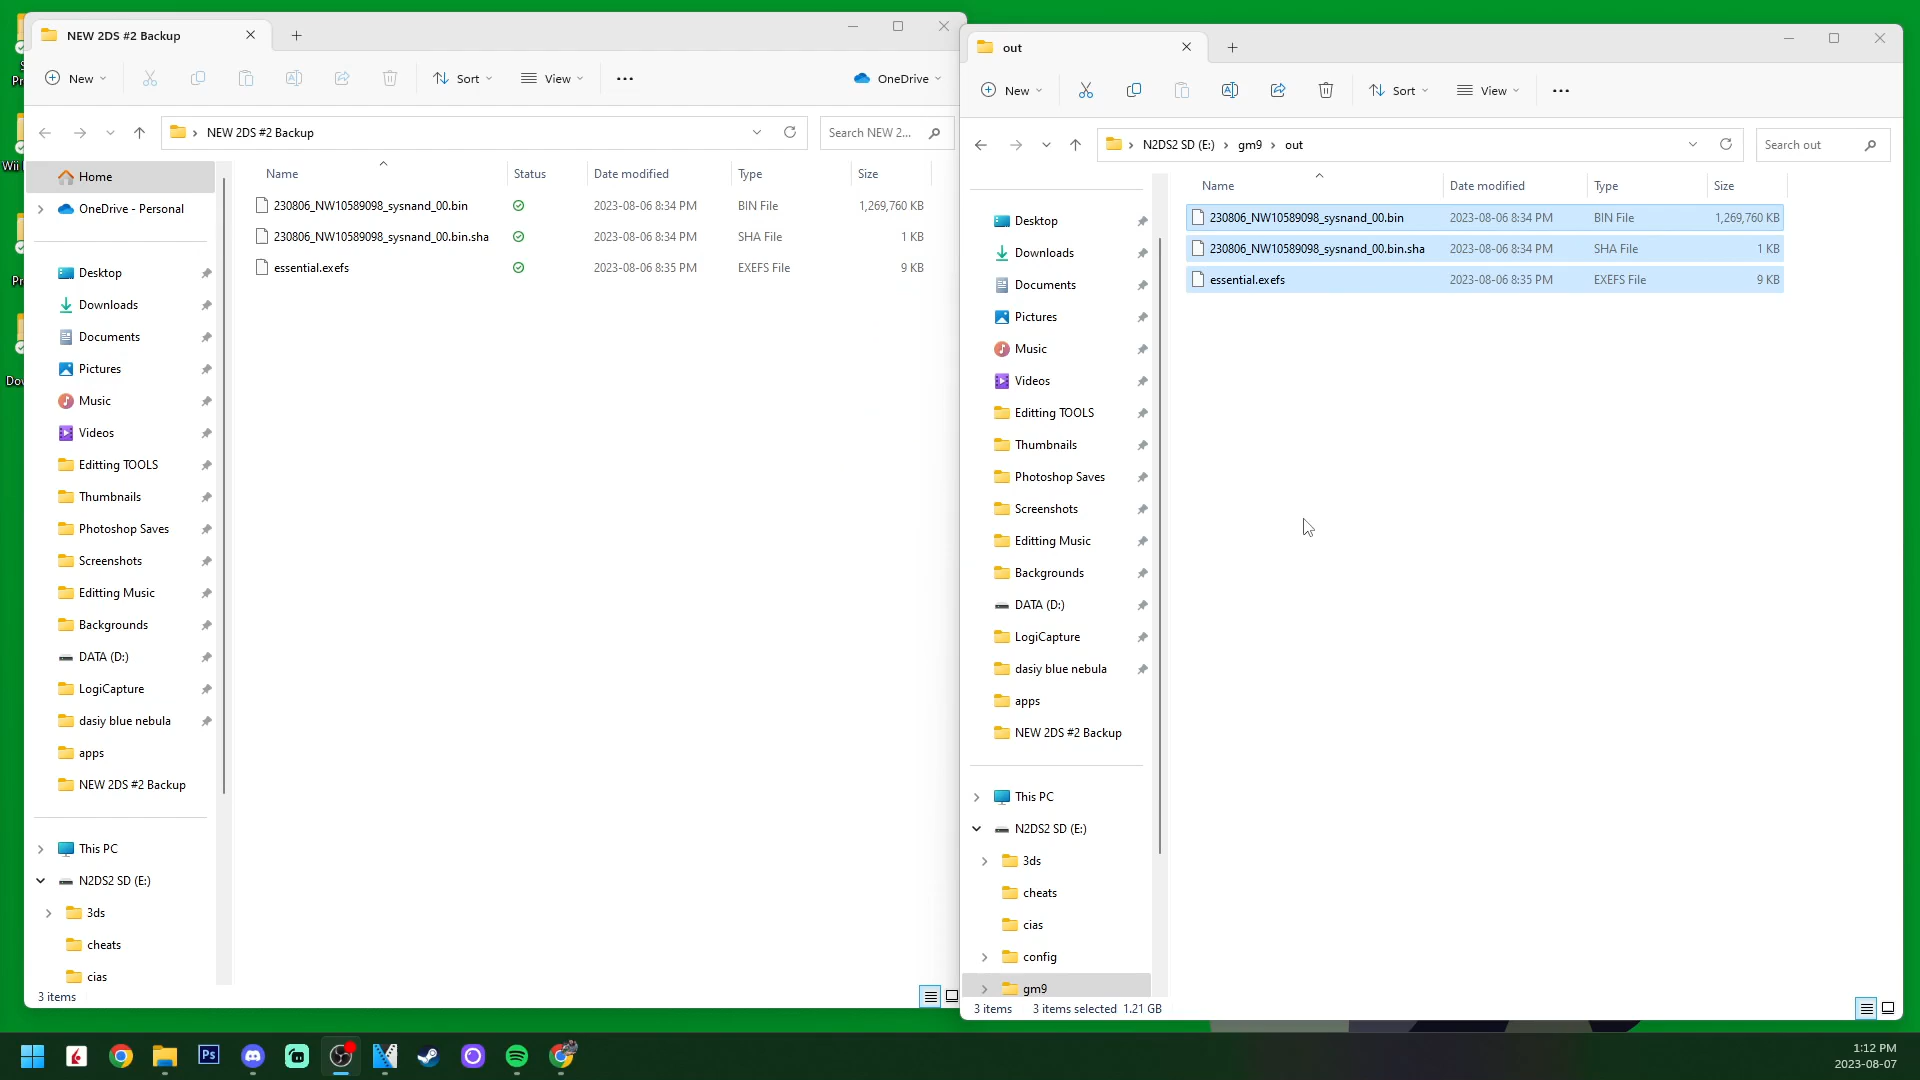 NEW 2DS #2 Backup
New
Sort
View
OneDrive
NEW 2DS #2 Backup
Search NEW 2...
Home
OneDrive - Personal
Desktop
Downloads
Documents
Pictures
Music
Videos
Editting TOOLS
Thumbnails
Photoshop Saves
Screenshots
Editting Music
Backgrounds
DATA (D:)
LogiCapture
dasiy blue nebula
apps
NEW 2DS #2 Backup
This PC
N2DS2 SD (E:)
3ds
cheats
cias
Name Status Date modified Type Size
230806_NW10589098_sysnand_00.bin 2023-08-06 8:34 PM BIN File 1,269,760 KB
230806_NW10589098_sysnand_00.bin.sha 2023-08-06 8:34 PM SHA File 1 KB
essential.exefs 2023-08-06 8:35 PM EXEFS File 9 KB
3 items
out
New
Sort
View
N2DS2 SD (E:) gm9 out
Search out
Desktop
Downloads
Documents
Pictures
Music
Videos
Editting TOOLS
Thumbnails
Photoshop Saves
Screenshots
Editting Music
Backgrounds
DATA (D:)
LogiCapture
dasiy blue nebula
apps
NEW 2DS #2 Backup
This PC
N2DS2 SD (E:)
3ds
cheats
cias
config
gm9
Name Date modified Type Size
230806_NW10589098_sysnand_00.bin 2023-08-06 8:34 PM BIN File 1,269,760 KB
230806_NW10589098_sysnand_00.bin.sha 2023-08-06 8:34 PM SHA File 1 KB
essential.exefs 2023-08-06 8:35 PM EXEFS File 9 KB
3 items 3 items selected 1.21 GB
Wii
Ps
1:12 PM
2023-08-07